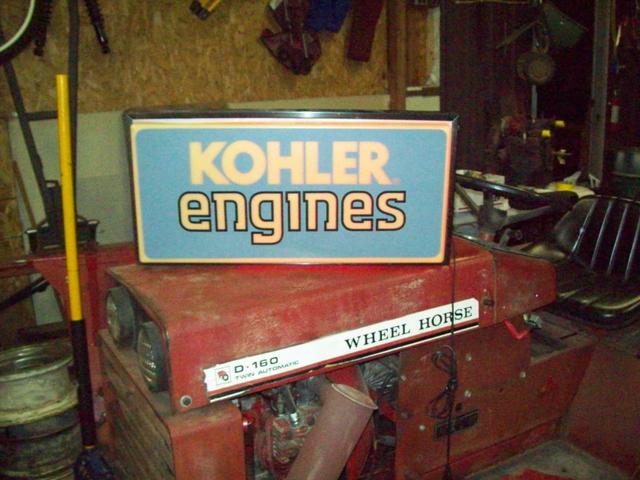 KOHLER
engines
D-160
TWIN AUTOMATIC
WHEEL HORSE